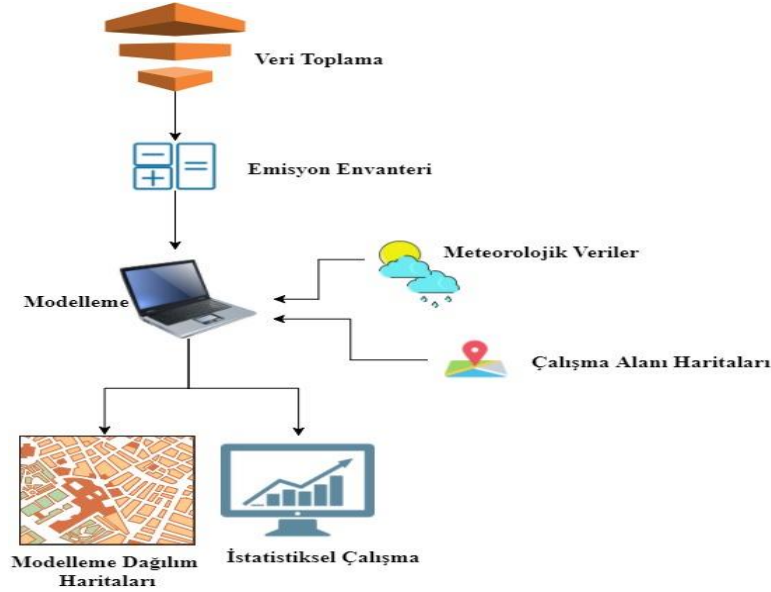 Veri Toplama
Emisyon Envanteri
Meteorolojik Veriler
Modelleme
Çalışma Alanı Haritaları
Modelleme Dağılım
Haritaları
İstatistiksel Çalışma